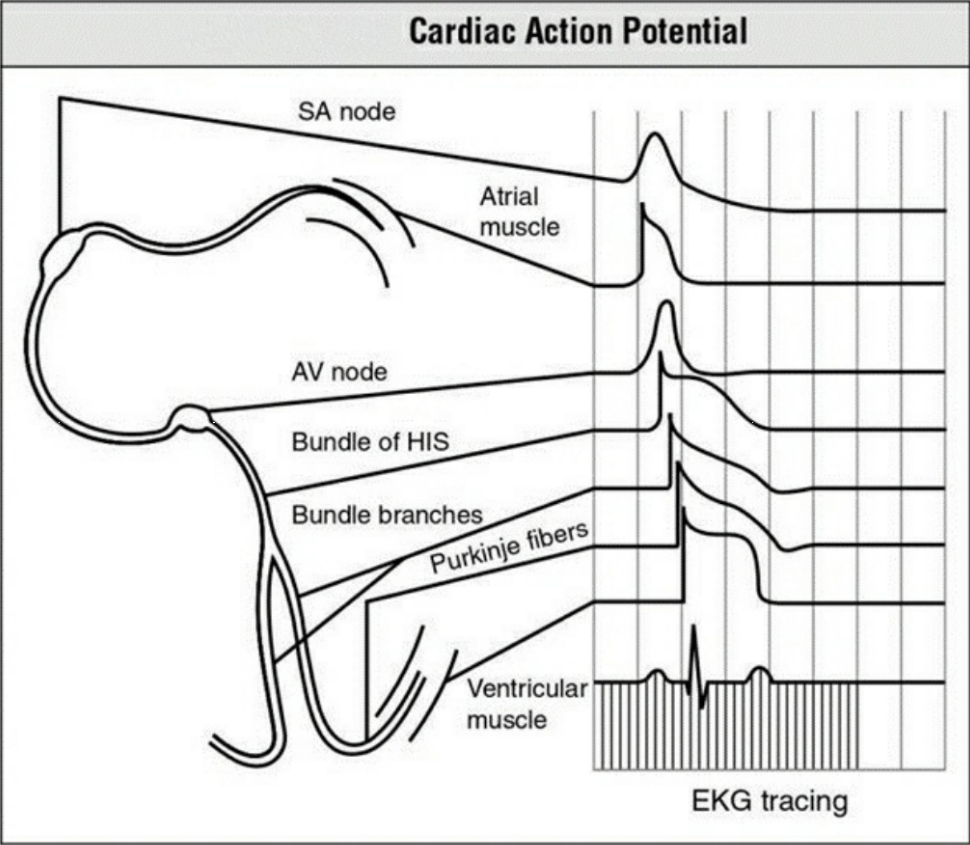 Cardiac Action Potential
SA node
Atrial
muscle
AV node
Bundle of HIS
Bundle branches
Purkinje fibers
Ventricular
muscle
EKG tracing